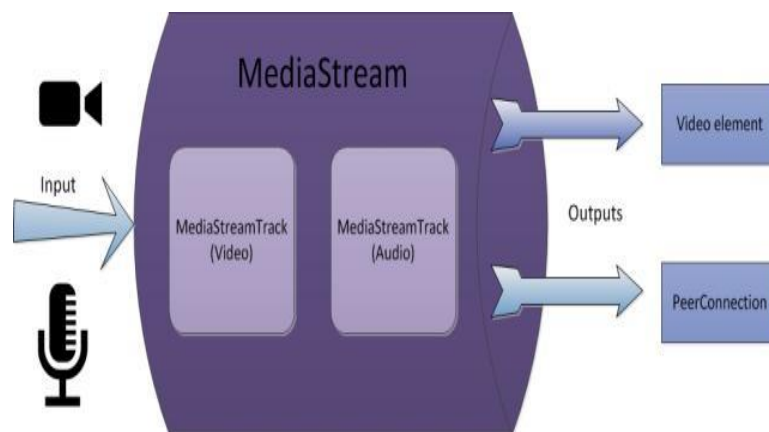 MediaStream
Input
MediaStreamTrack
(Video)
MediaStreamTrack
(Audio)
Video element
Outputs
PeerConnection